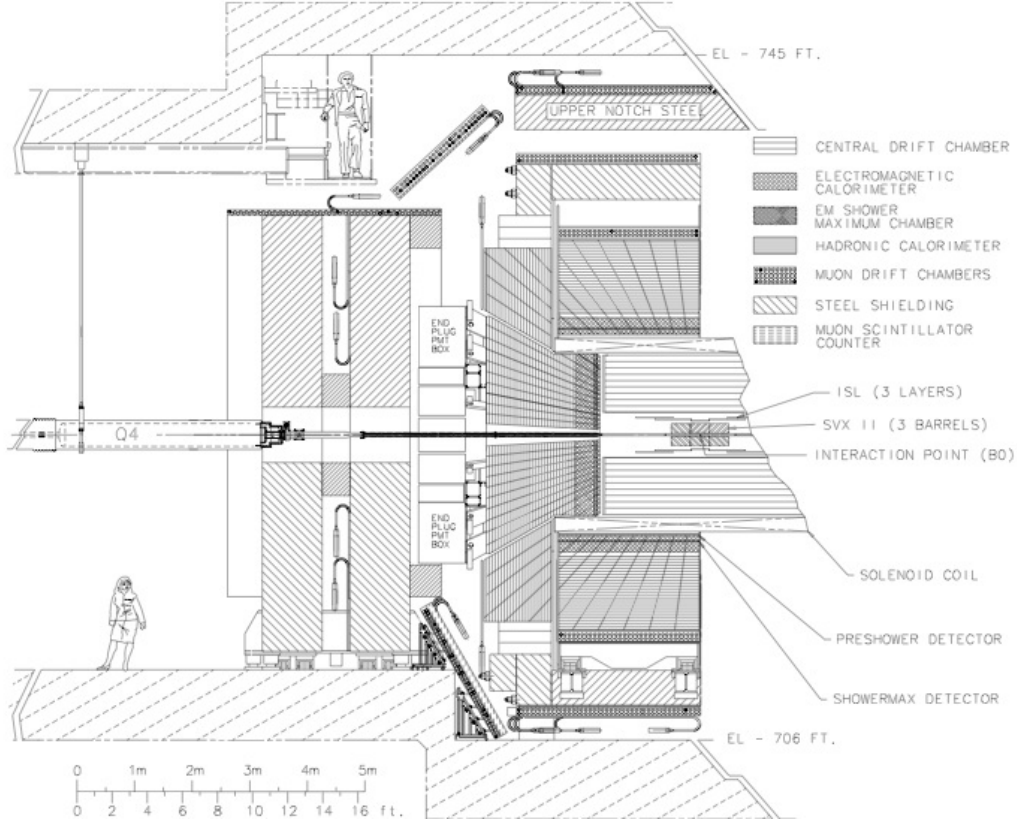 EL - 745 FT.
UPPER NOTCH STEEL
CENTRAL DRIFT CHAMBER
ELECTROMAGNETIC
CALORIMETER
EM SHOWER
MAXIMUM CHAMBER
HADRONIC CALORIMETER
MUON DRIFT CHAMBERS
STEEL SHIELDING
MUON SCINTILLATOR
COUNTER
END
PLUG
PMT
BOX
ISL (3 LAYERS)
Q4
SVX II (3 BARRELS)
INTERACTION POINT (B0)
END
PLUG
PMT
BOX
SOLENOID COIL
PRESHOWER DETECTOR
SHOWERMAX DETECTOR
EL - 706 FT.
0 1m 2m 3m 4m 5m
0 2 4 6 8 10 12 14 16 ft.